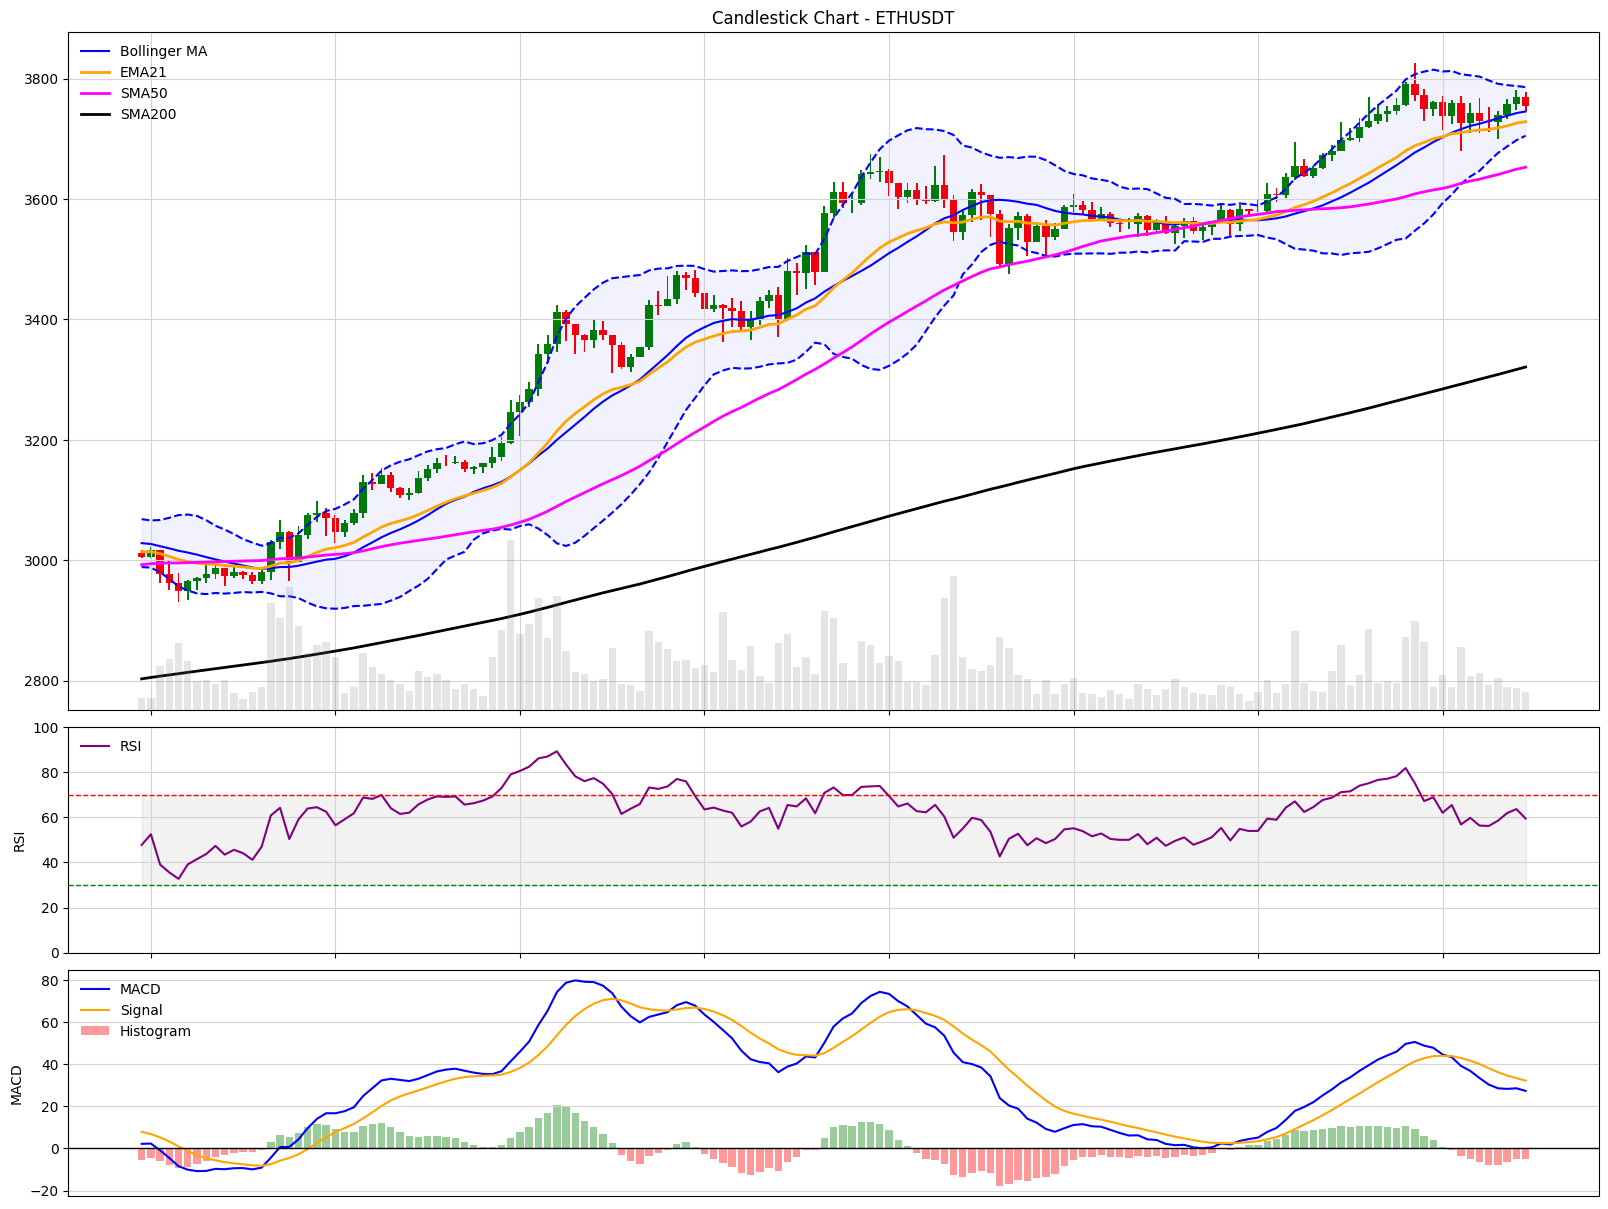 Candlestick Chart - ETHUSDT
Bollinger MA
EMA21
SMA50
SMA200
3800
3600
3400
3200
3000
2800
RSI
100
80
60
40
20
0
RSI
MACD
Signal
Histogram
80
60
40
20
0
−20
MACD